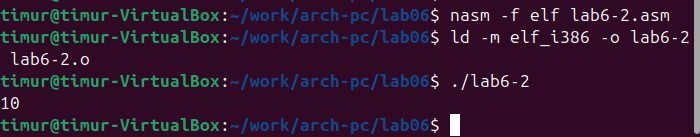 timur@timur-VirtualBox:~/work/arch-pc/lab06$ nasm -f elf lab6-2.asm
timur@timur-VirtualBox:~/work/arch-pc/lab06$ ld -m elf_i386 -o lab6-2
 lab6-2.o
timur@timur-VirtualBox:~/work/arch-pc/lab06$ ./lab6-2
10
timur@timur-VirtualBox:~/work/arch-pc/lab06$